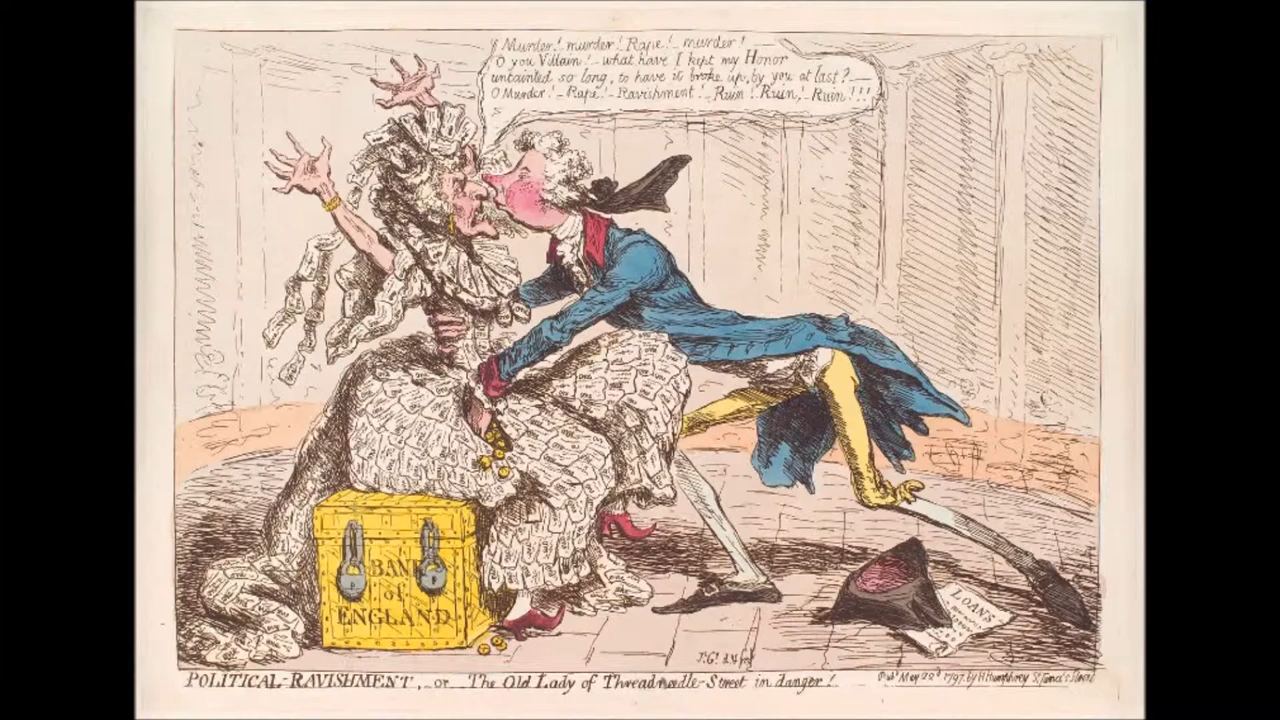 Murder! murder! Rape! murder!
O you Villain! what have I kept my Honor
untainted so long, to have it broke up, by you at last?
O Murder! Rape! Ravishment! Ruin! Ruin! Ruin!!!
BANK
of
ENGLAND
LOANS
Js. Gy. d. & fect.
POLITICAL-RAVISHMENT, or The Old Lady of Threadneedle-Street in danger!
Pubd. May 22d. 1797. by H. Humphrey St. James's Street